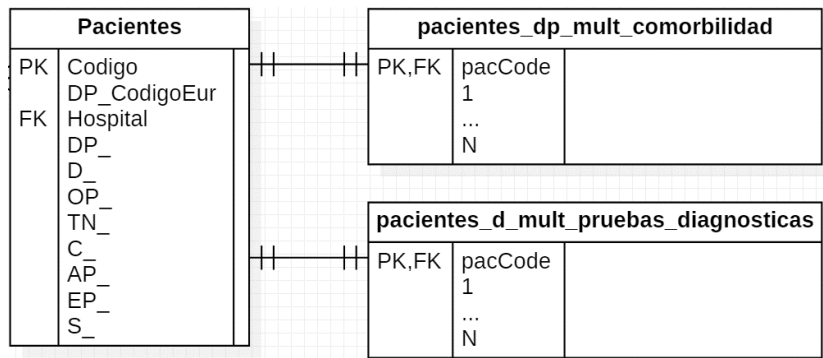 Pacientes
PK Codigo
DP_CodigoEur
FK Hospital
DP_
D_
OP_
TN_
C_
AP_
EP_
S_
pacientes_dp_mult_comorbilidad
PK,FK pacCode
1
...
N
pacientes_d_mult_pruebas_diagnosticas
PK,FK pacCode
1
...
N